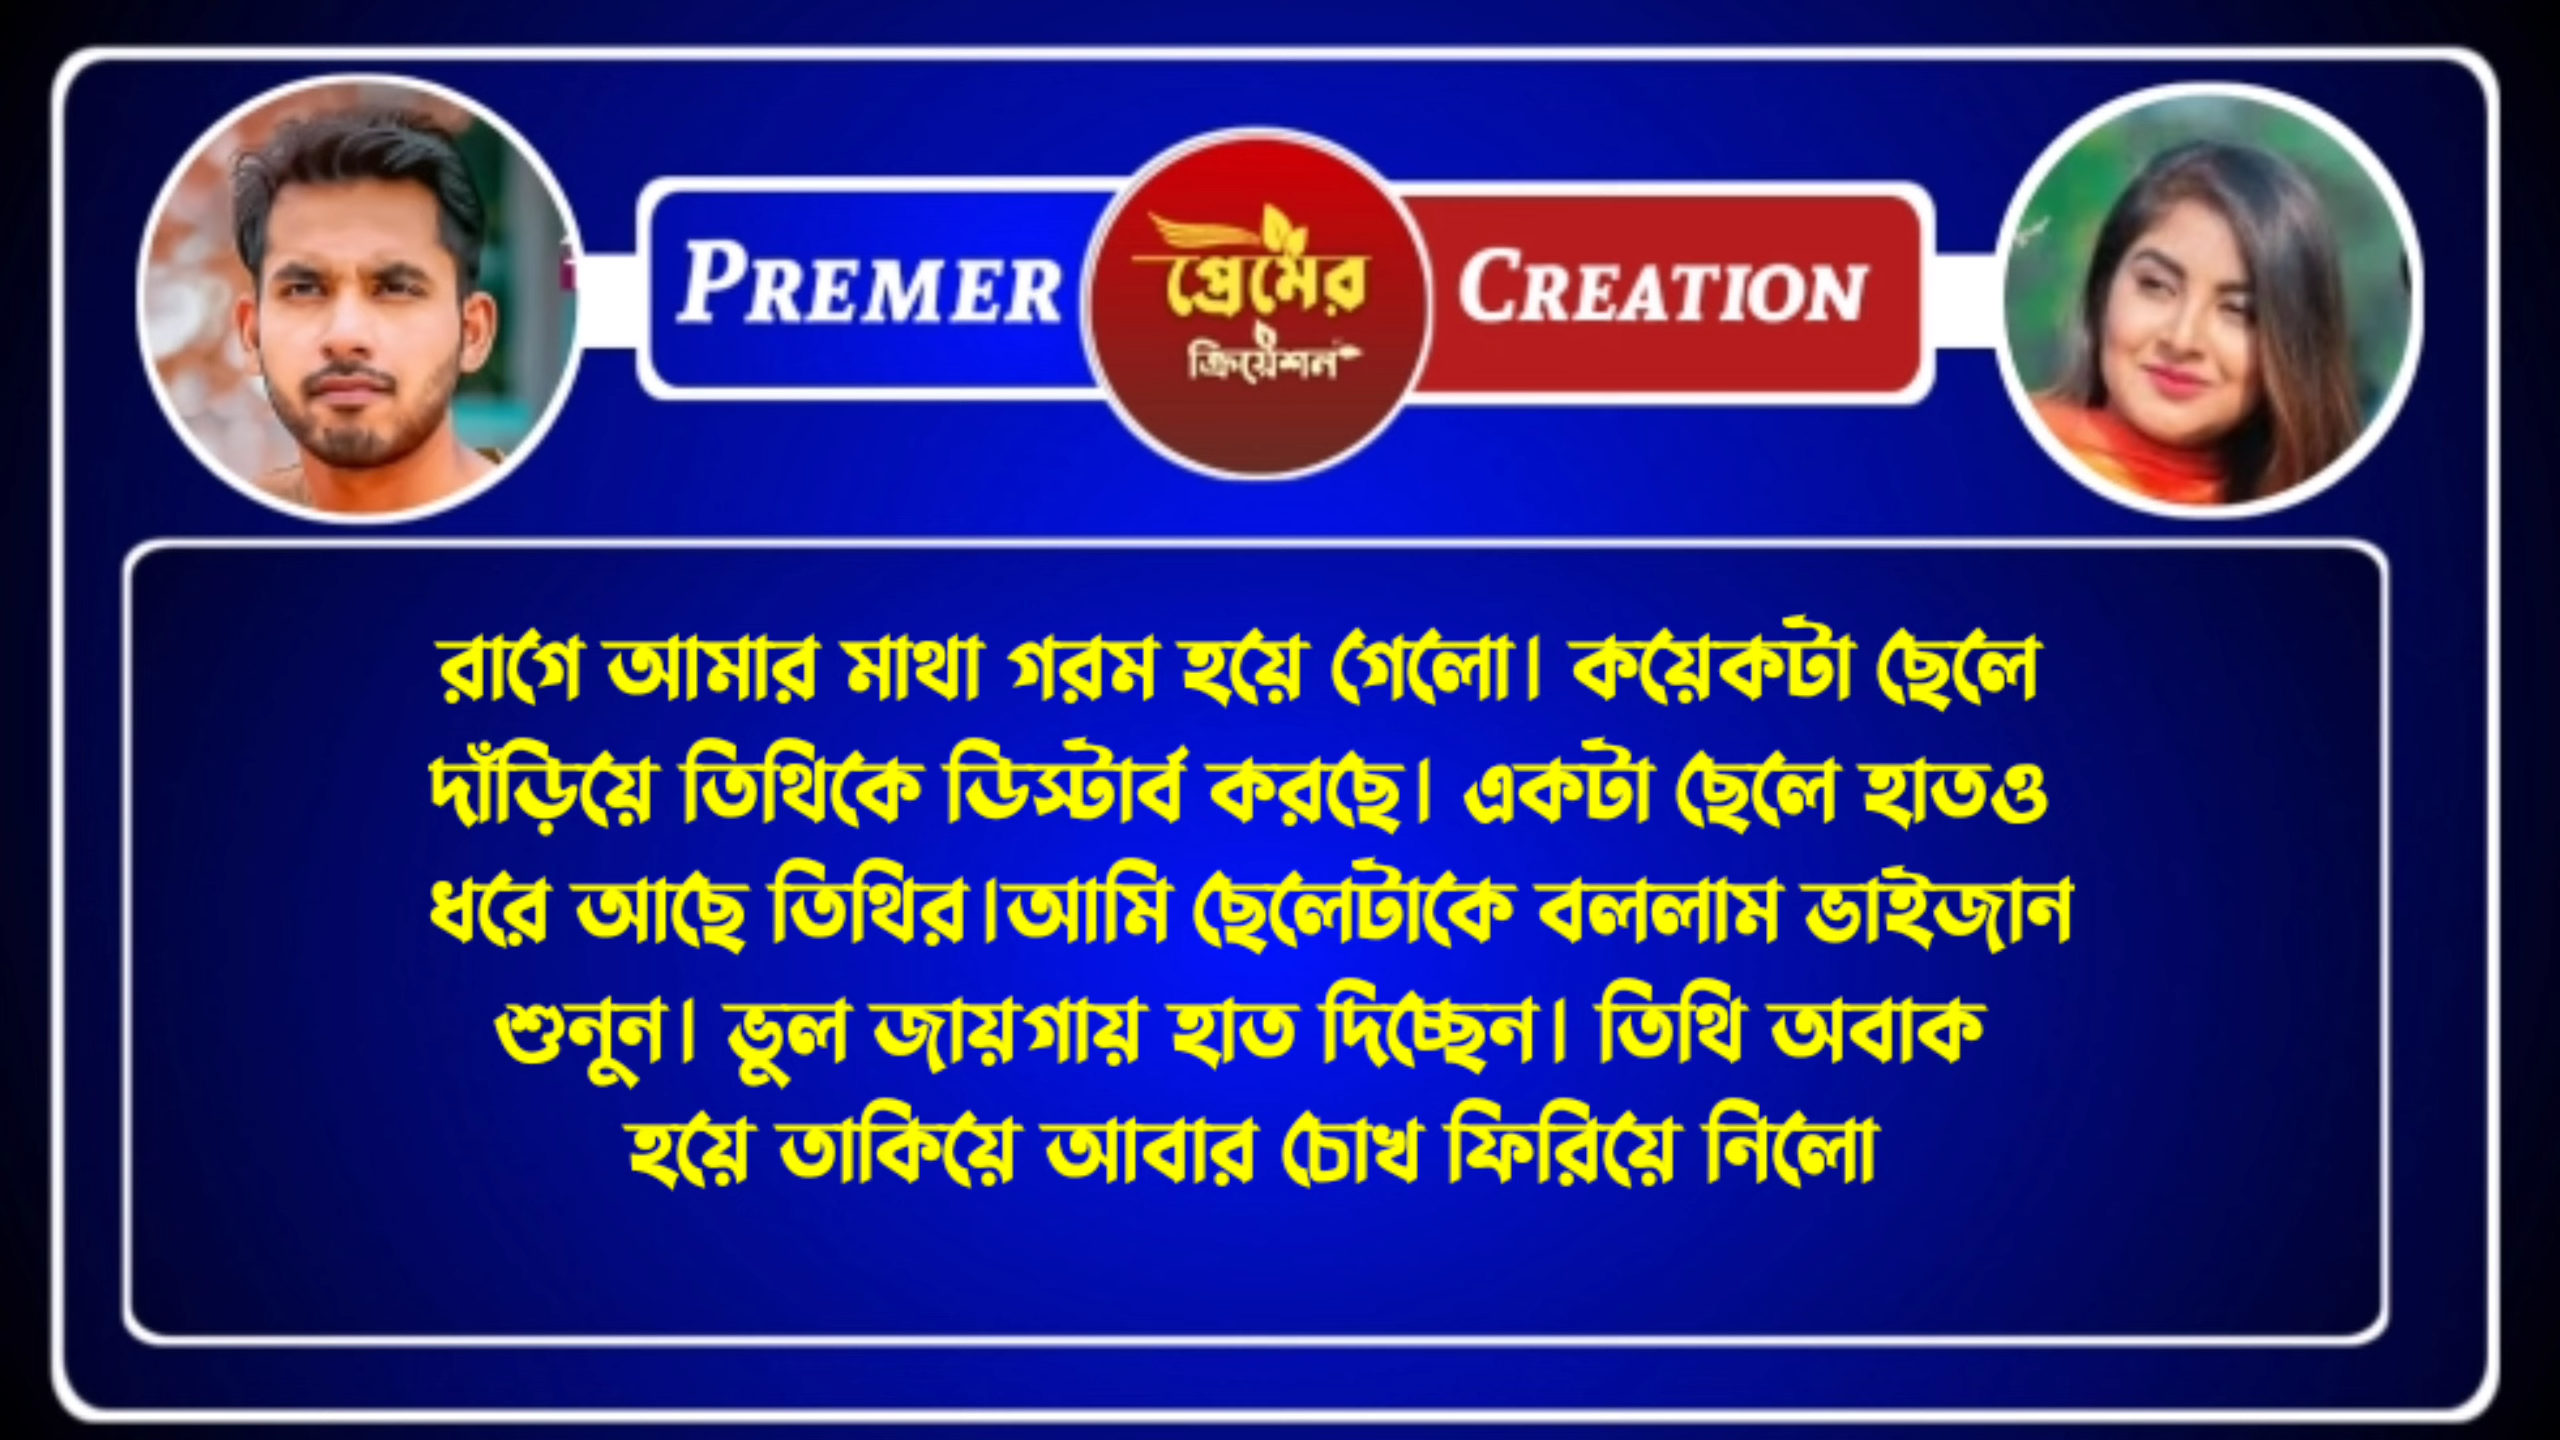 PREMER
প্রেমের
ক্রিয়েশন
CREATION
রাগে আমার মাথা গরম হয়ে গেলো। কয়েকটা ছেলে
দাঁড়িয়ে তিথিকে ডিস্টার্ব করছে। একটা ছেলে হাতও
ধরে আছে তিথির।আমি ছেলেটাকে বললাম ভাইজান
শুনুন। ভুল জায়গায় হাত দিচ্ছেন। তিথি অবাক
হয়ে তাকিয়ে আবার চোখ ফিরিয়ে নিলো